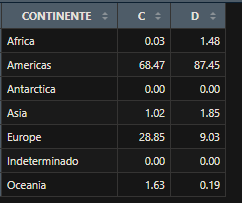 CONTINENTE C D
Africa 0.03 1.48
Americas 68.47 87.45
Antarctica 0.00 0.00
Asia 1.02 1.85
Europe 28.85 9.03
Indeterminado 0.00 0.00
Oceania 1.63 0.19